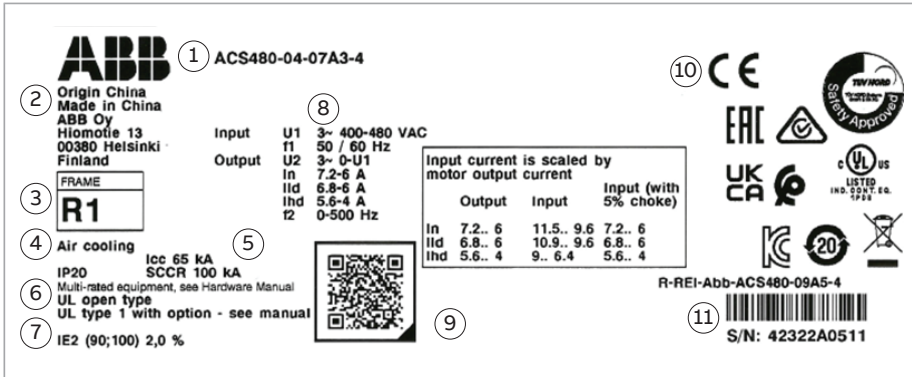 ABB
1 ACS480-04-07A3-4
2 Origin China
Made in China
ABB Oy
Hiomotie 13
00380 Helsinki
Finland
3 FRAME
R1
4 Air cooling
5
Icc 65 kA
IP20 SCCR 100 kA
Multi-rated equipment, see Hardware Manual
6 UL open type
UL type 1 with option - see manual
7 IE2 (90;100) 2,0 %
8
Input U1 3~ 400-480 VAC
f1 50 / 60 Hz
Output U2 3~ 0-U1
In 7.2-6 A
Ild 6.8-6 A
Ihd 5.6-4 A
f2 0-500 Hz
Input current is scaled by
motor output current
Output Input Input (with 5% choke)
In 7.2.. 6 11.5.. 9.6 7.2.. 6
Ild 6.8.. 6 10.9.. 9.6 6.8.. 6
Ihd 5.6.. 4 9.. 6.4 5.6.. 4
9
10 CE
TUV NORD
Safety Approved
EAC
UK
CA
C UL US
LISTED
IND. CONT. EQ.
KC
20
R-REI-Abb-ACS480-09A5-4
11
S/N: 42322A0511